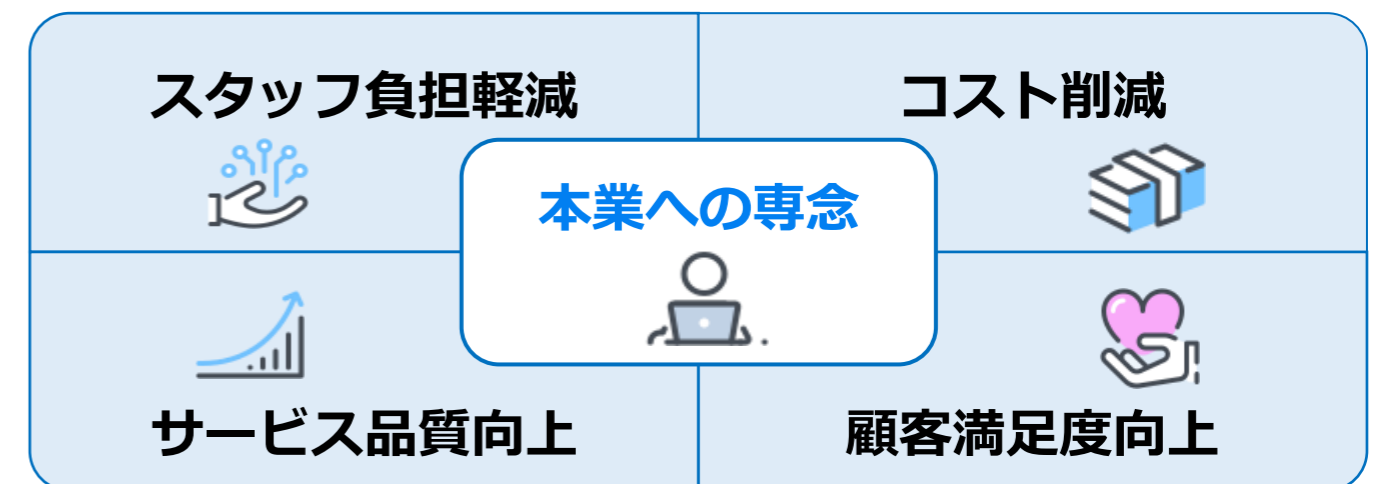 スタッフ負担軽減
コスト削減
本業への専念
サービス品質向上
顧客満足度向上